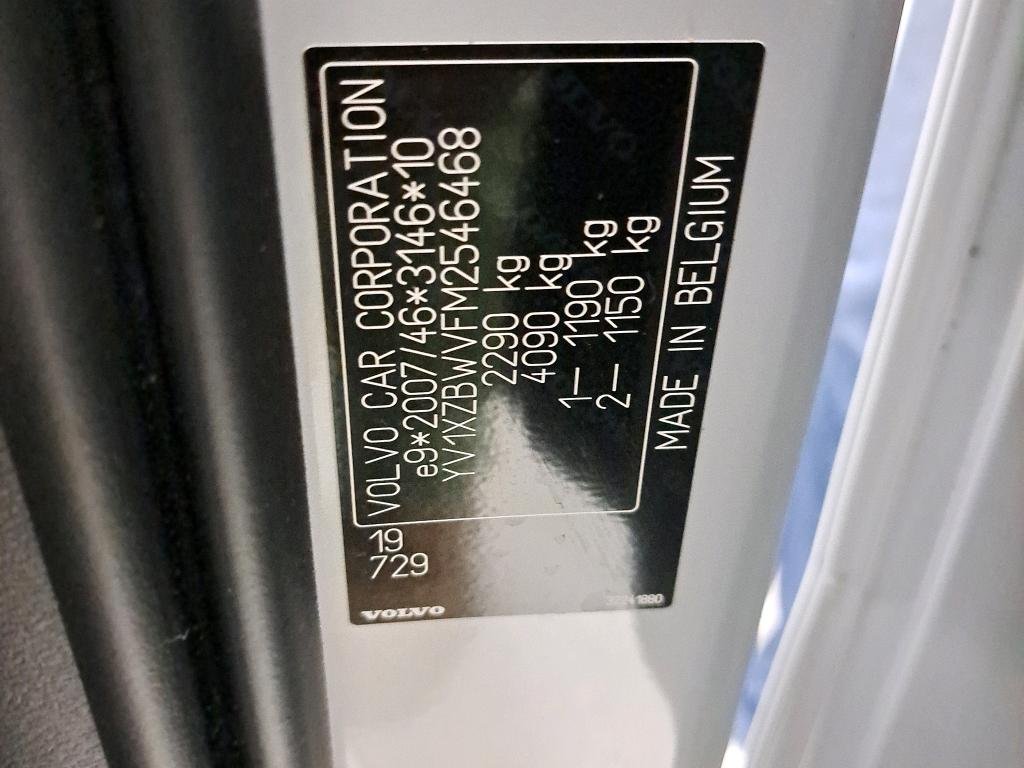 VOLVO CAR CORPORATION
e9*2007/46*3146*10
YV1XZBWVFM2546468
2290 kg
4090 kg
1– 1190 kg
2– 1150 kg
MADE IN BELGIUM
19
729
VOLVO